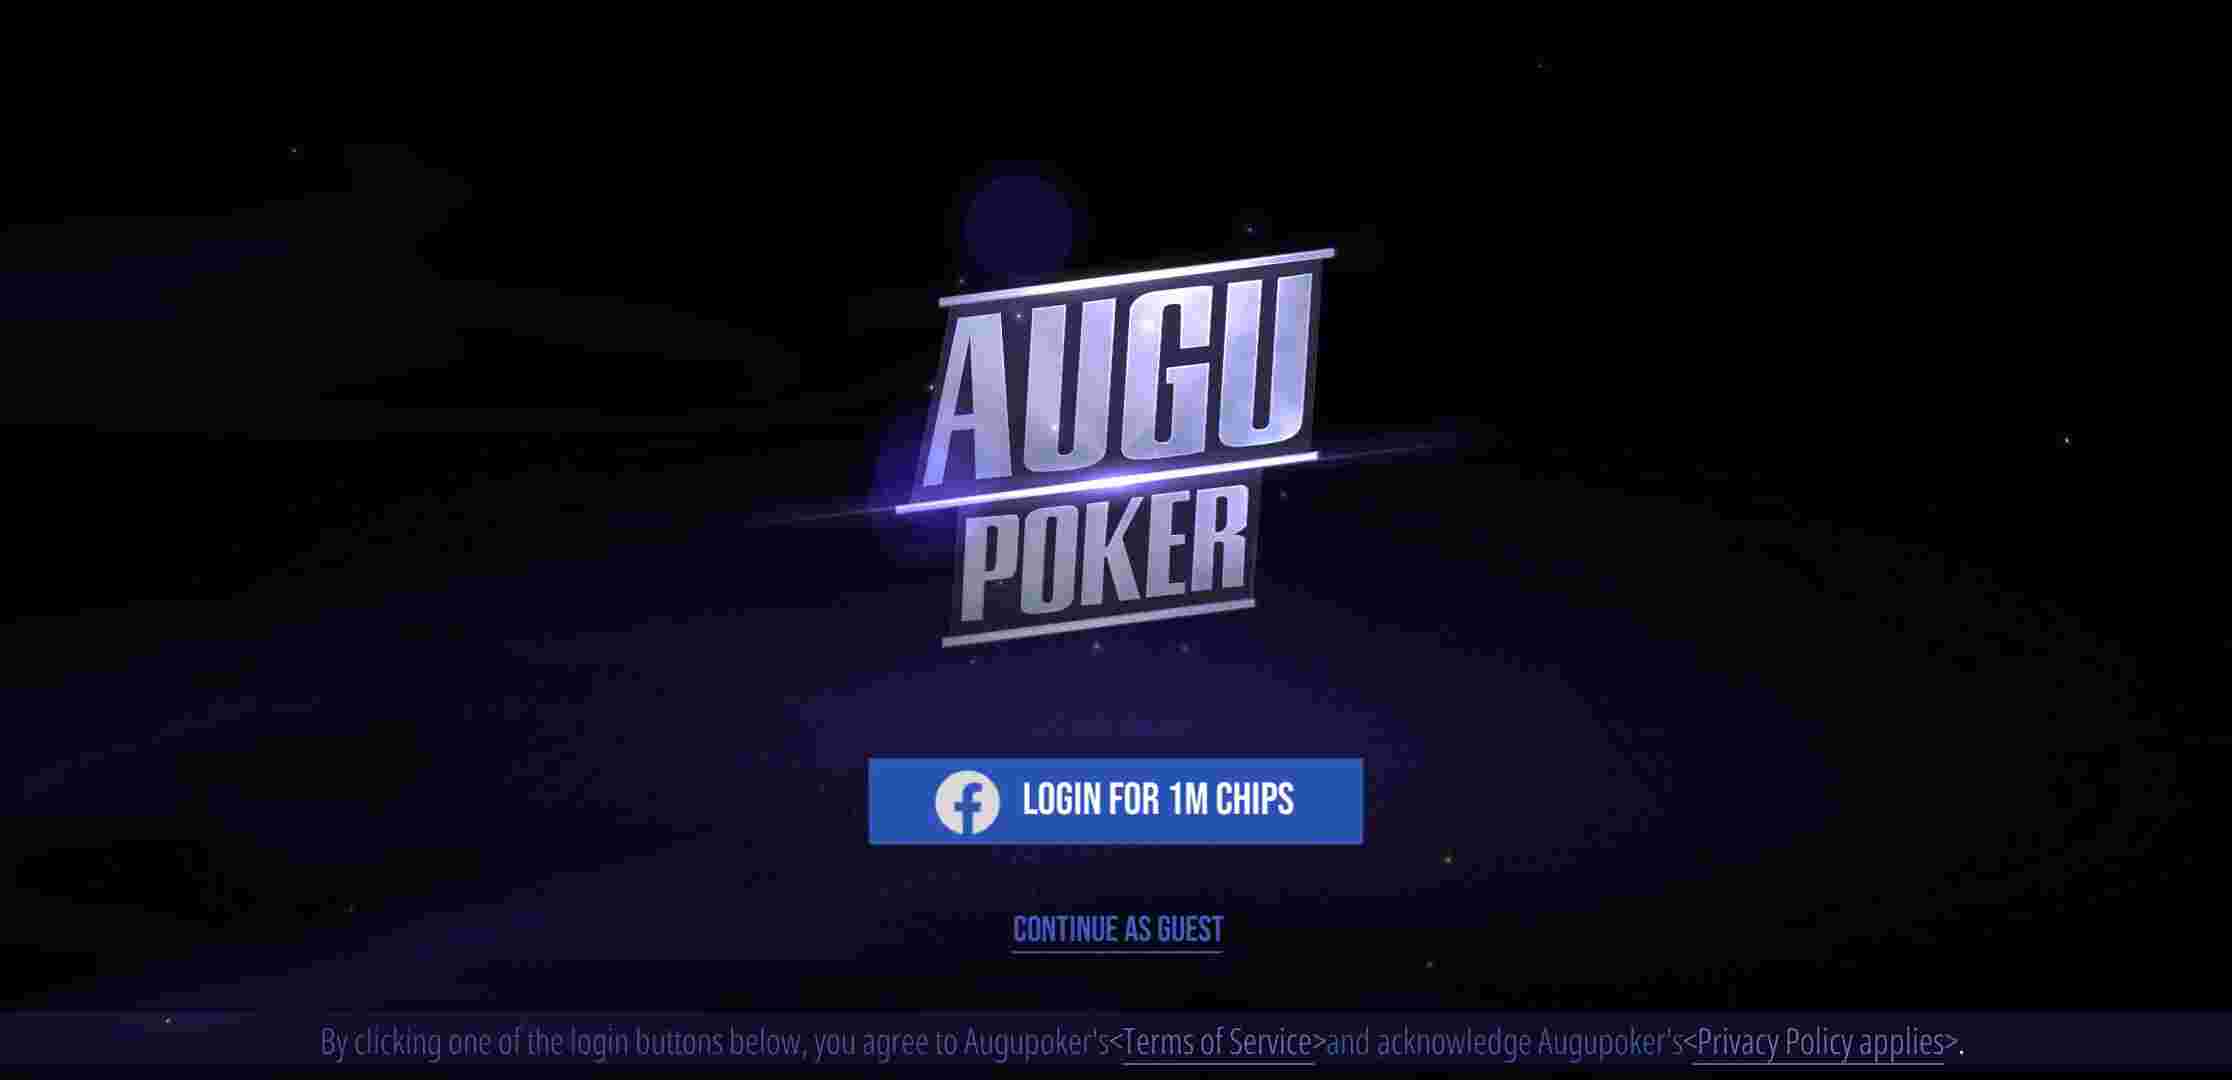 AUGU
POKER
LOGIN FOR 1M CHIPS
CONTINUE AS GUEST
By clicking one of the login buttons below, you agree to Augupoker's<Terms of Service>and acknowledge Augupoker's<Privacy Policy applies>.